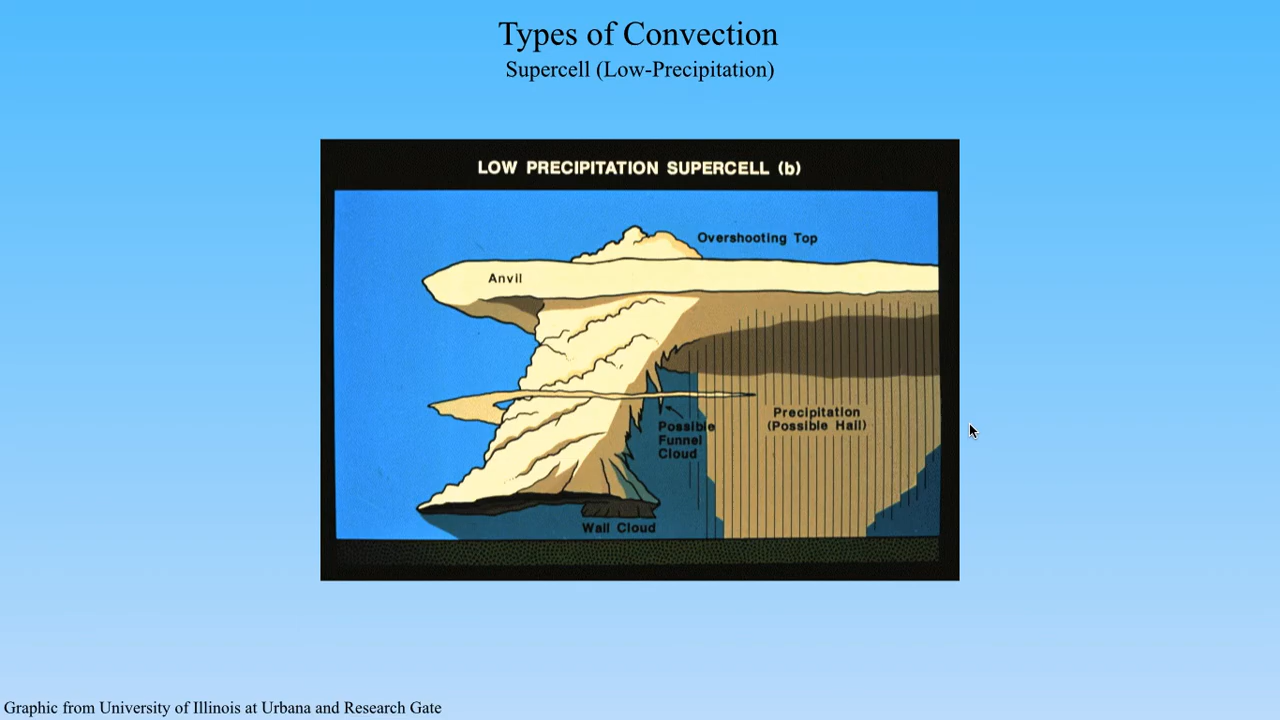 Types of Convection
Supercell (Low-Precipitation)
LOW PRECIPITATION SUPERCELL (b)
Overshooting Top
Anvil
Precipitation
(Possible Hail)
Possible
Funnel
Cloud
Wall Cloud
Graphic from University of Illinois at Urbana and Research Gate